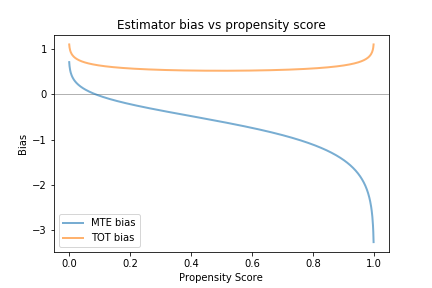 Estimator bias vs propensity score
1
0
−1
−2
−3
Bias
MTE bias
TOT bias
0.0 0.2 0.4 0.6 0.8 1.0
Propensity Score